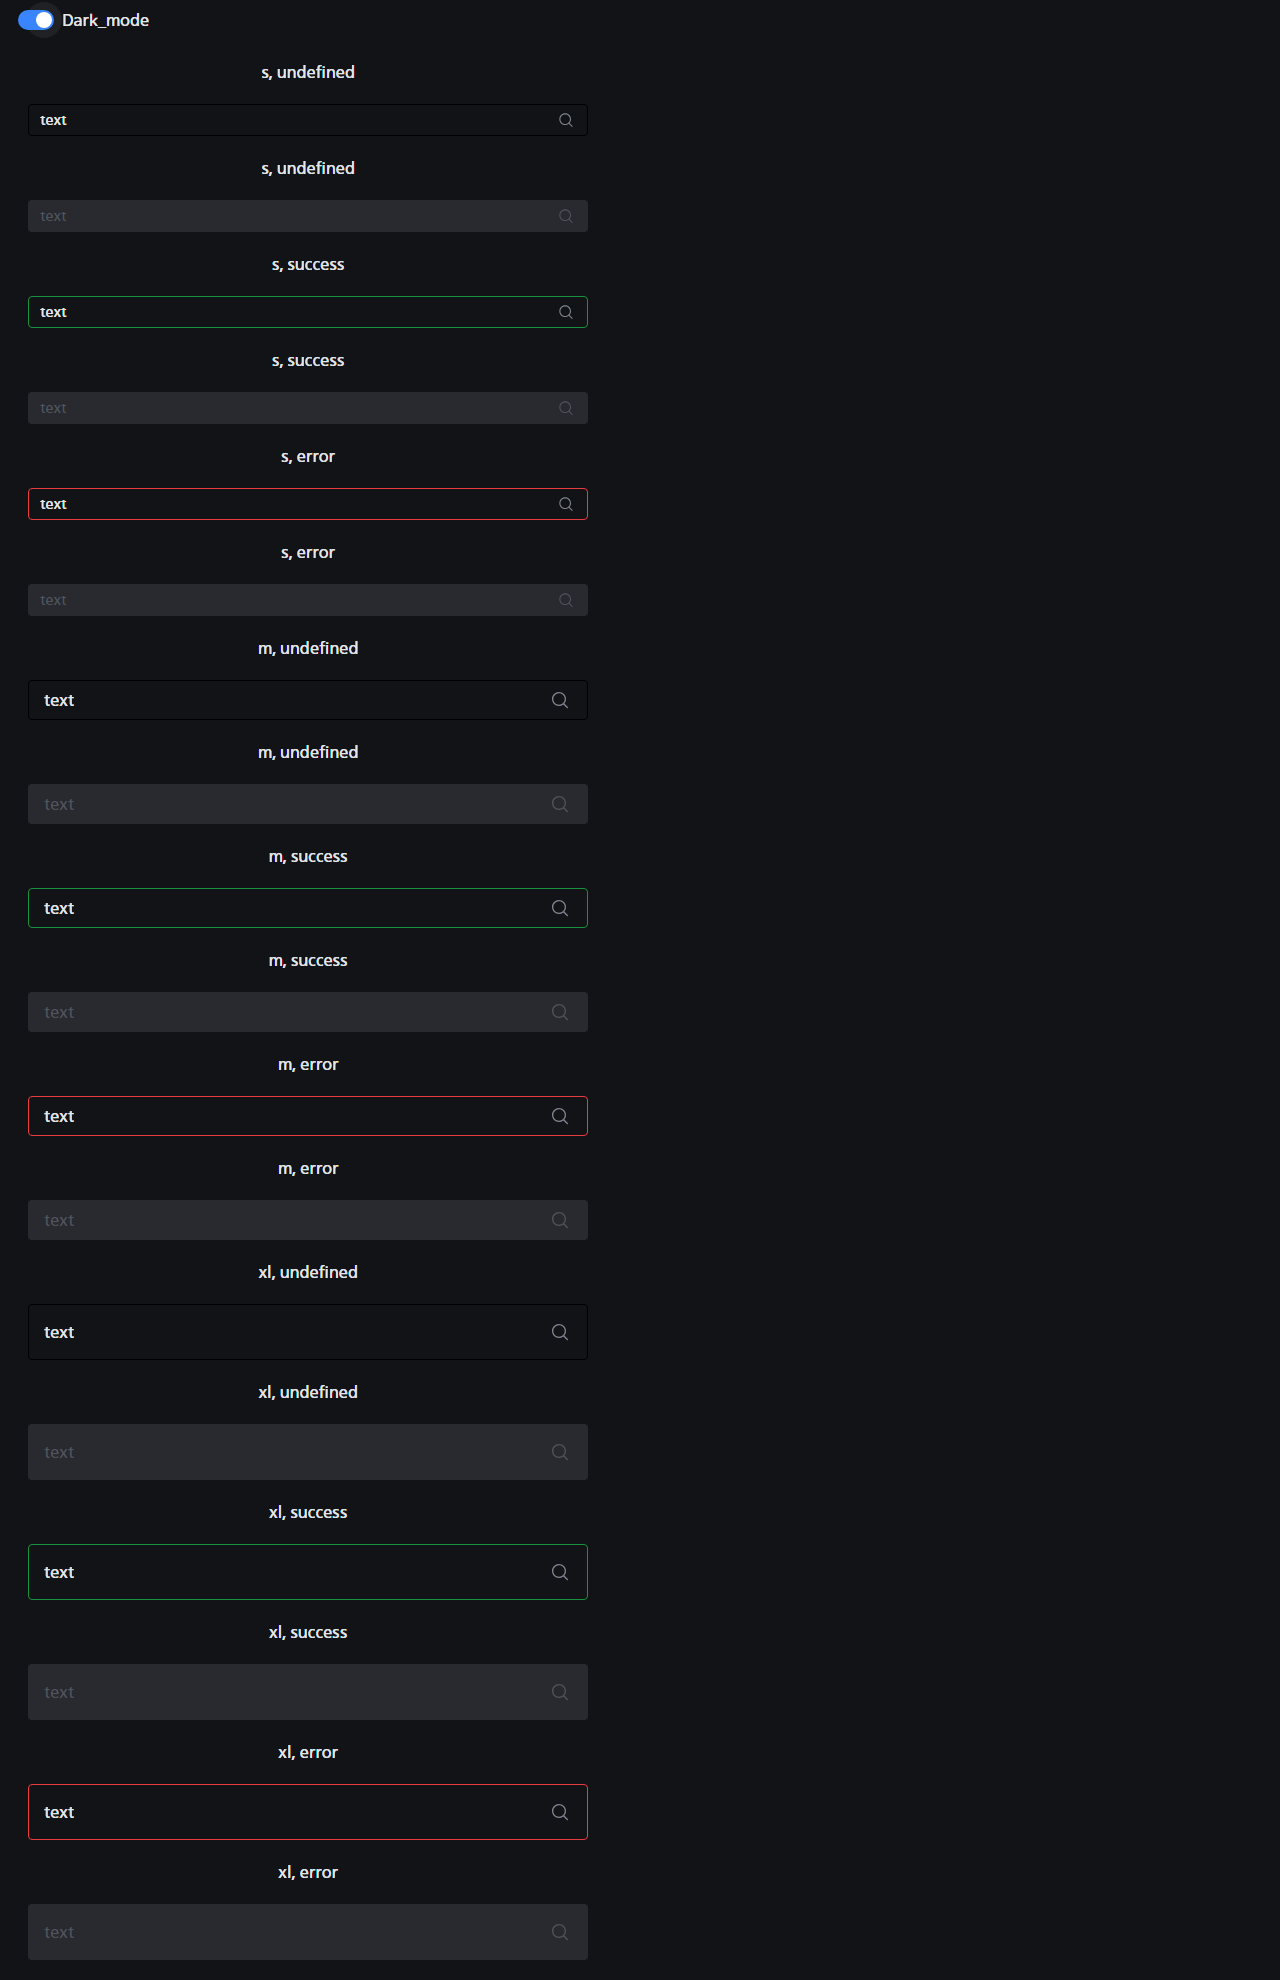 Dark_mode
s, undefined
text
s, undefined
text
s, success
text
s, success
text
s, error
text
s, error
text
m, undefined
text
m, undefined
text
m, success
text
m, success
text
m, error
text
m, error
text
xl, undefined
text
xl, undefined
text
xl, success
text
xl, success
text
xl, error
text
xl, error
text